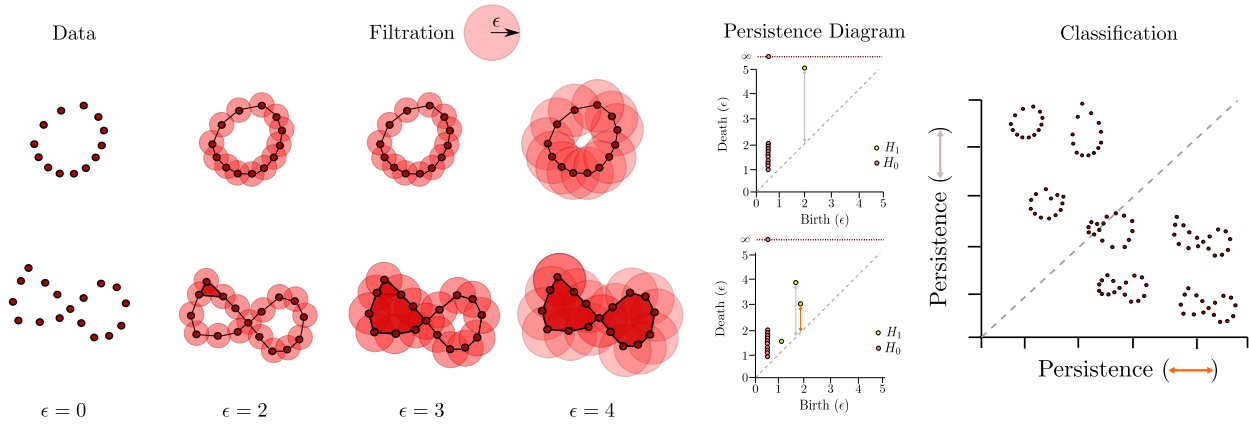 Data
Filtration
ϵ
Persistence Diagram
Classification
∞
5
4
3
2
1
0
Death (ϵ)
H₁
H₀
0 1 2 3 4 5
Birth (ϵ)
∞
5
4
3
2
1
0
Death (ϵ)
H₁
H₀
0 1 2 3 4 5
Birth (ϵ)
Persistence ( )
Persistence ( )
ϵ = 0
ϵ = 2
ϵ = 3
ϵ = 4